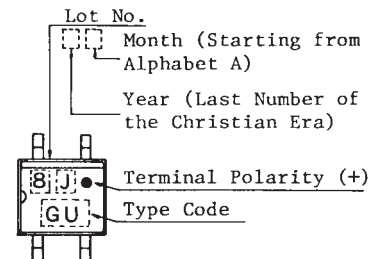 Lot No.
Month (Starting from
Alphabet A)
Year (Last Number of
the Christian Era)
8 J
Terminal Polarity (+)
GU
Type Code